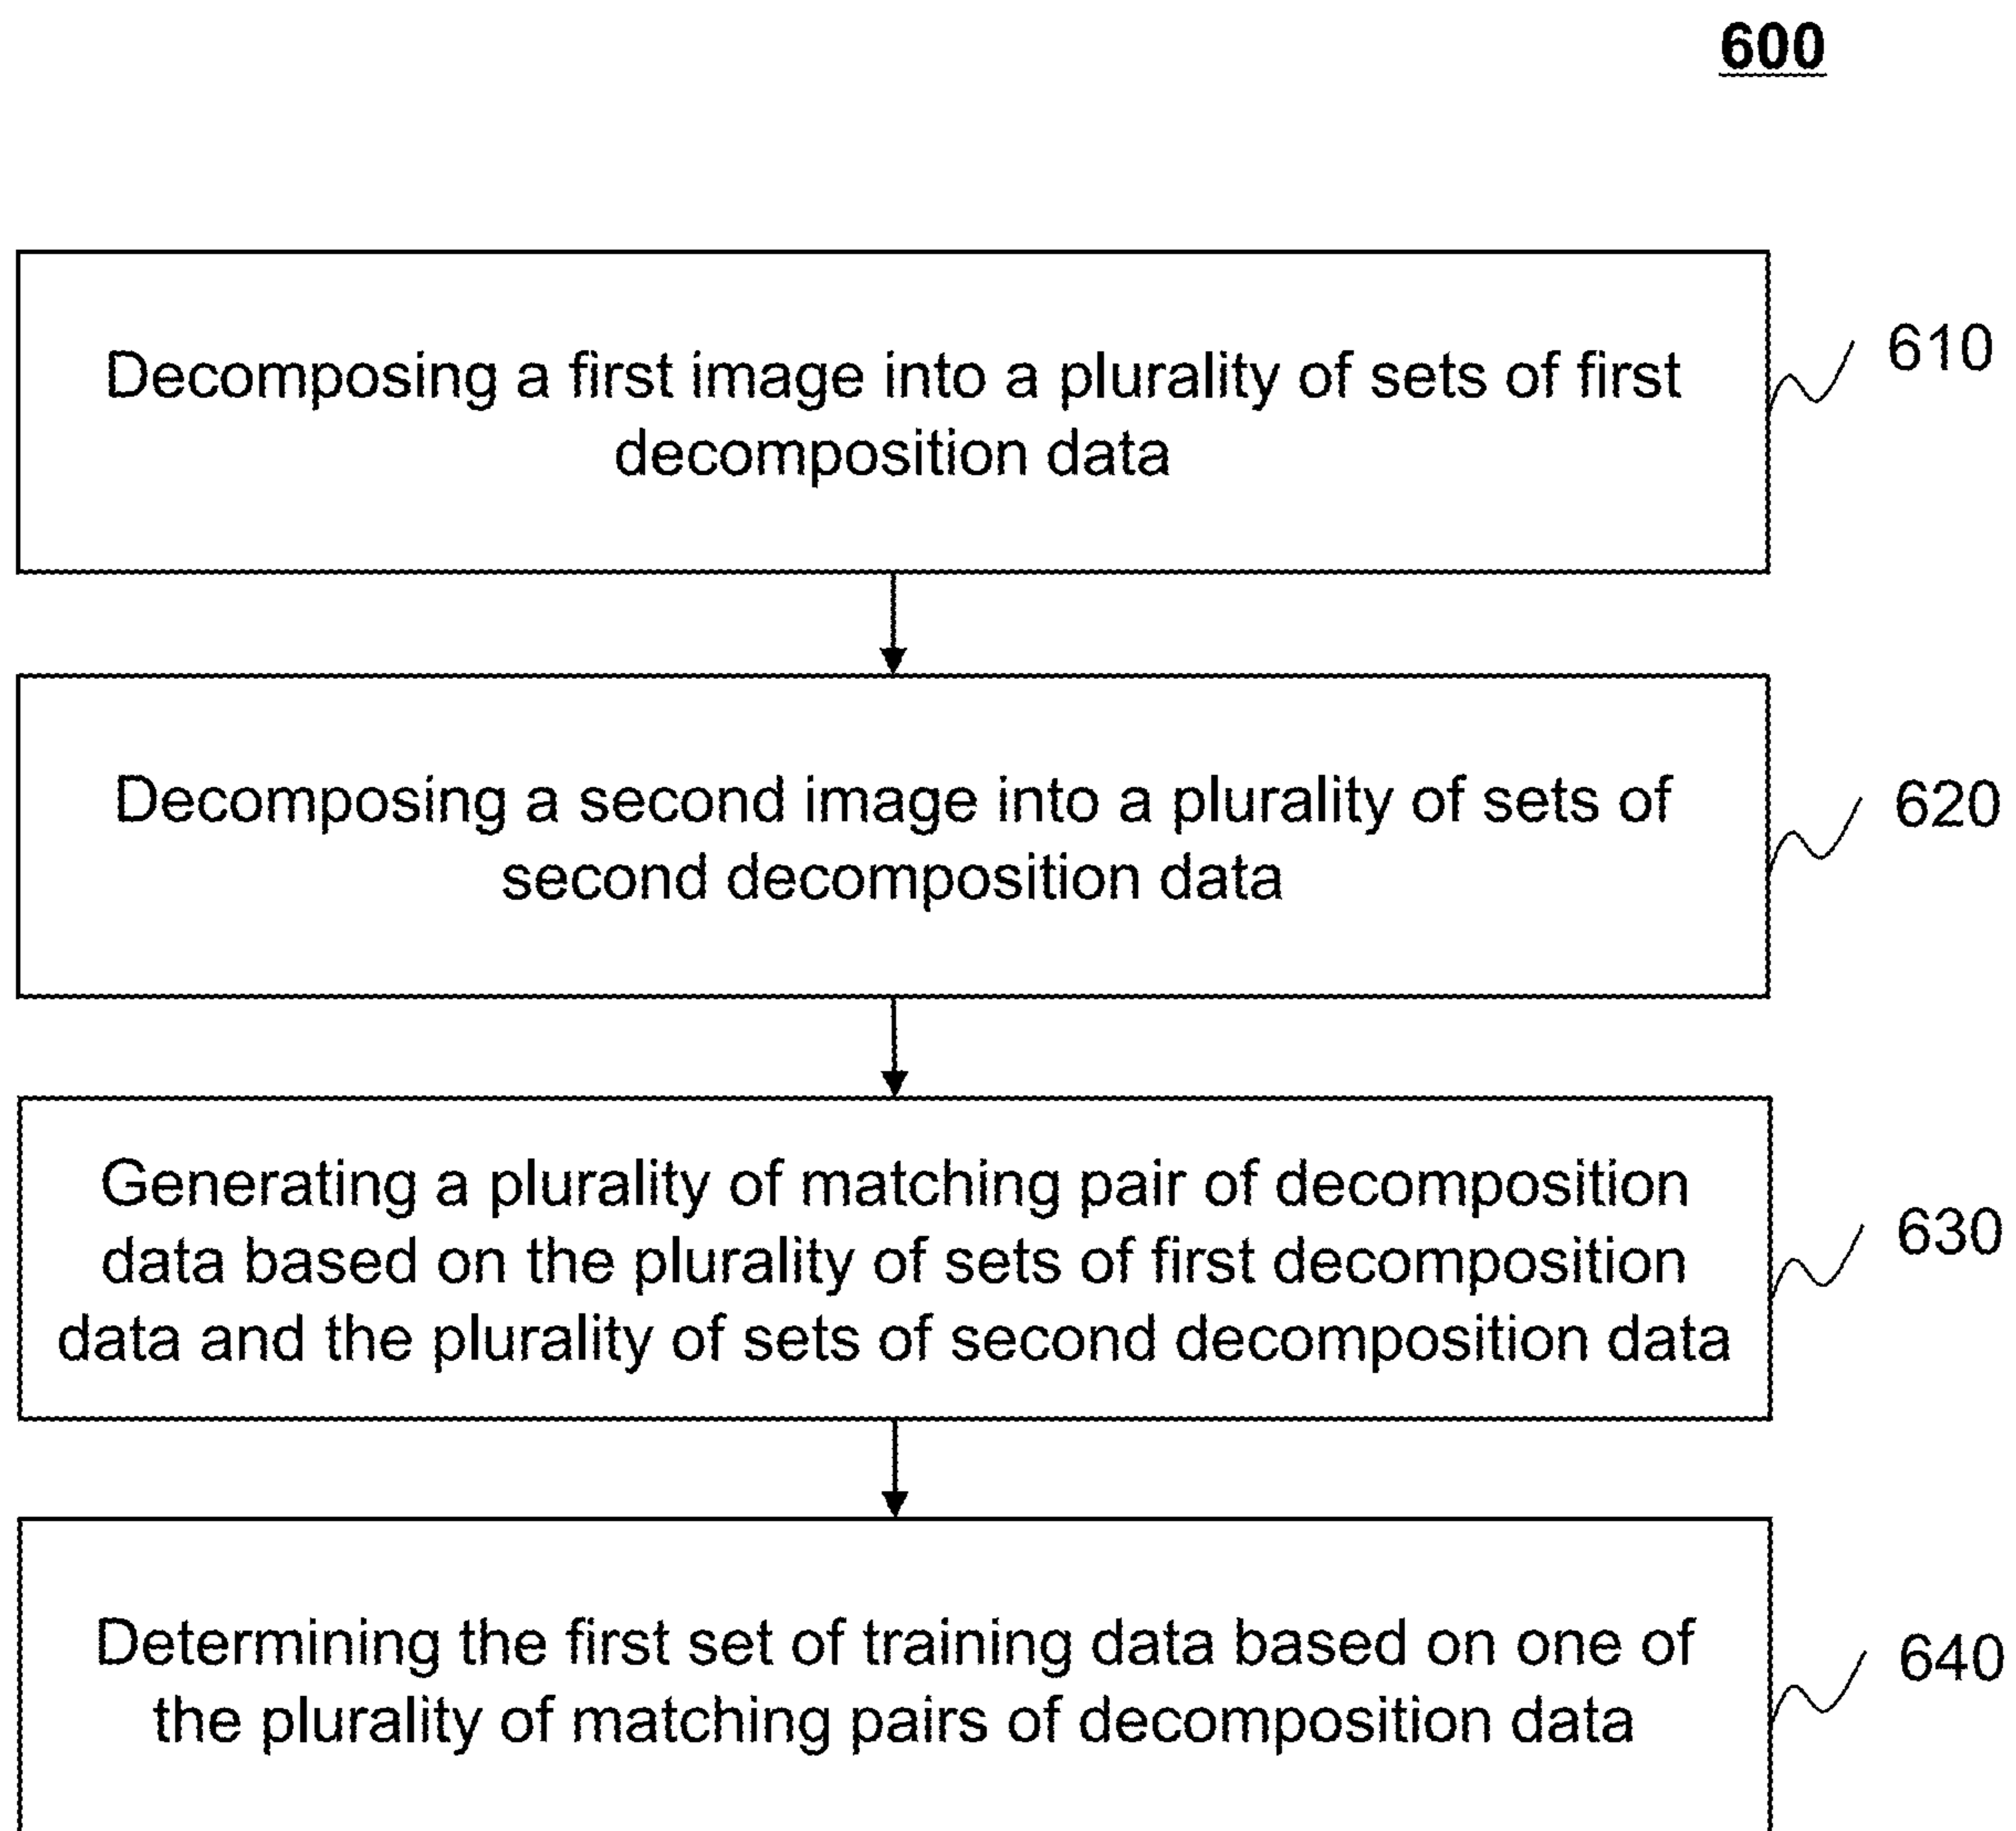 600
Decomposing a first image into a plurality of sets of first
decomposition data
610
Decomposing a second image into a plurality of sets of
second decomposition data
620
Generating a plurality of matching pair of decomposition
data based on the plurality of sets of first decomposition
data and the plurality of sets of second decomposition data
630
Determining the first set of training data based on one of
the plurality of matching pairs of decomposition data
640